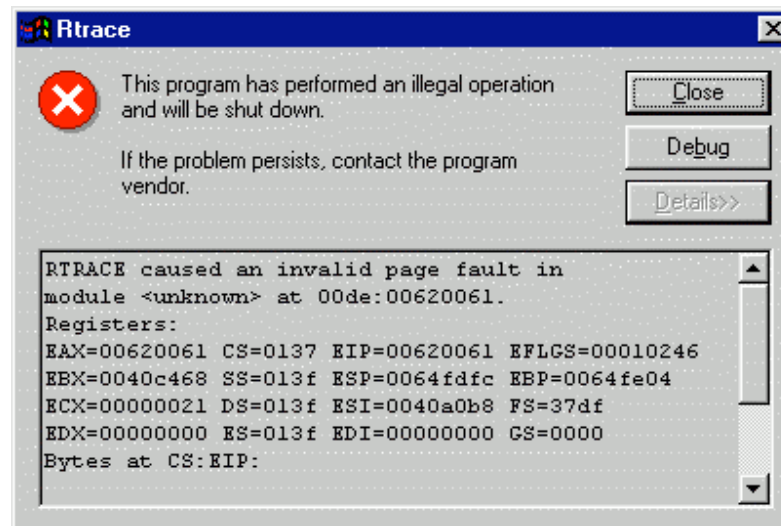 Rtrace
This program has performed an illegal operation
and will be shut down.
If the problem persists, contact the program
vendor.
Close
Debug
Details>>
RTRACE caused an invalid page fault in
module <unknown> at 00de:00620061.
Registers:
EAX=00620061 CS=0137 EIP=00620061 EFLGS=00010246
EBX=0040c468 SS=013f ESP=0064fdfc EBP=0064fe04
ECX=00000021 DS=013f ESI=0040a0b8 FS=37df
EDX=00000000 ES=013f EDI=00000000 GS=0000
Bytes at CS:EIP: